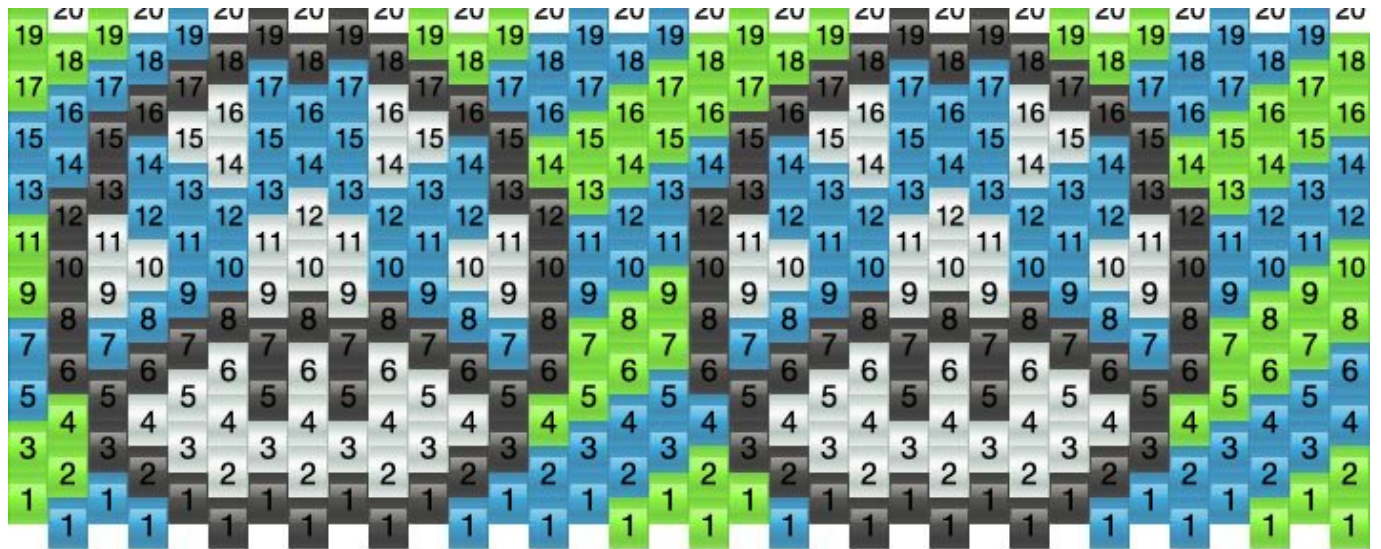 20 20 20 20 20 20 20 20 20 20 20 20 20 20 20 20 20
19 19 19 19 19 19 19 19 19 19 19 19 19 19 19 19 19
18 18 18 18 18 18 18 18 18 18 18 18 18 18 18 18 18
17 17 17 17 17 17 17 17 17 17 17 17 17 17 17 17 17
16 16 16 16 16 16 16 16 16 16 16 16 16 16 16 16 16
15 15 15 15 15 15 15 15 15 15 15 15 15 15 15 15 15
14 14 14 14 14 14 14 14 14 14 14 14 14 14 14 14 14
13 13 13 13 13 13 13 13 13 13 13 13 13 13 13 13 13
12 12 12 12 12 12 12 12 12 12 12 12 12 12 12 12 12
11 11 11 11 11 11 11 11 11 11 11 11 11 11 11 11 11
10 10 10 10 10 10 10 10 10 10 10 10 10 10 10 10 10
9 9 9 9 9 9 9 9 9 9 9 9 9 9 9 9 9
8 8 8 8 8 8 8 8 8 8 8 8 8 8 8 8 8
7 7 7 7 7 7 7 7 7 7 7 7 7 7 7 7 7
6 6 6 6 6 6 6 6 6 6 6 6 6 6 6 6 6
5 5 5 5 5 5 5 5 5 5 5 5 5 5 5 5 5
4 4 4 4 4 4 4 4 4 4 4 4 4 4 4 4 4
3 3 3 3 3 3 3 3 3 3 3 3 3 3 3 3 3
2 2 2 2 2 2 2 2 2 2 2 2 2 2 2 2 2
1 1 1 1 1 1 1 1 1 1 1 1 1 1 1 1 1
1 1 1 1 1 1 1 1 1 1 1 1 1 1 1 1 1